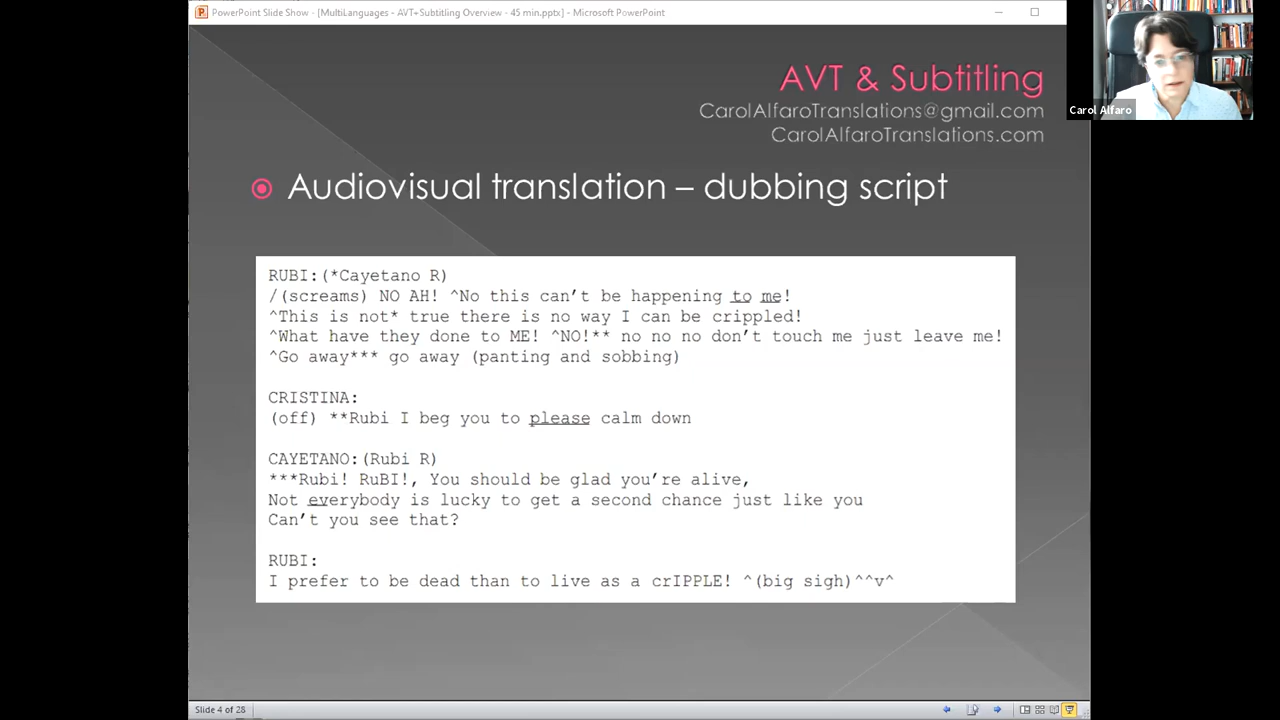 PowerPoint Slide Show - [MultiLanguages - AVT+Subtitling Overview - 45 min.pptx] - Microsoft PowerPoint
AVT & Subtitling
CarolAlfaroTranslations@gmail.com
CarolAlfaroTranslations.com
Carol Alfaro
Audiovisual translation – dubbing script
RUBI:(*Cayetano R)
/(screams) NO AH! ^No this can't be happening to me!
^This is not* true there is no way I can be crippled!
^What have they done to ME! ^NO!** no no no don't touch me just leave me!
^Go away*** go away (panting and sobbing)
CRISTINA:
(off) **Rubi I beg you to please calm down
CAYETANO:(Rubi R)
***Rubi! RuBI!, You should be glad you're alive,
Not everybody is lucky to get a second chance just like you
Can't you see that?
RUBI:
I prefer to be dead than to live as a crIPPLE! ^(big sigh)^^v^
Slide 4 of 28